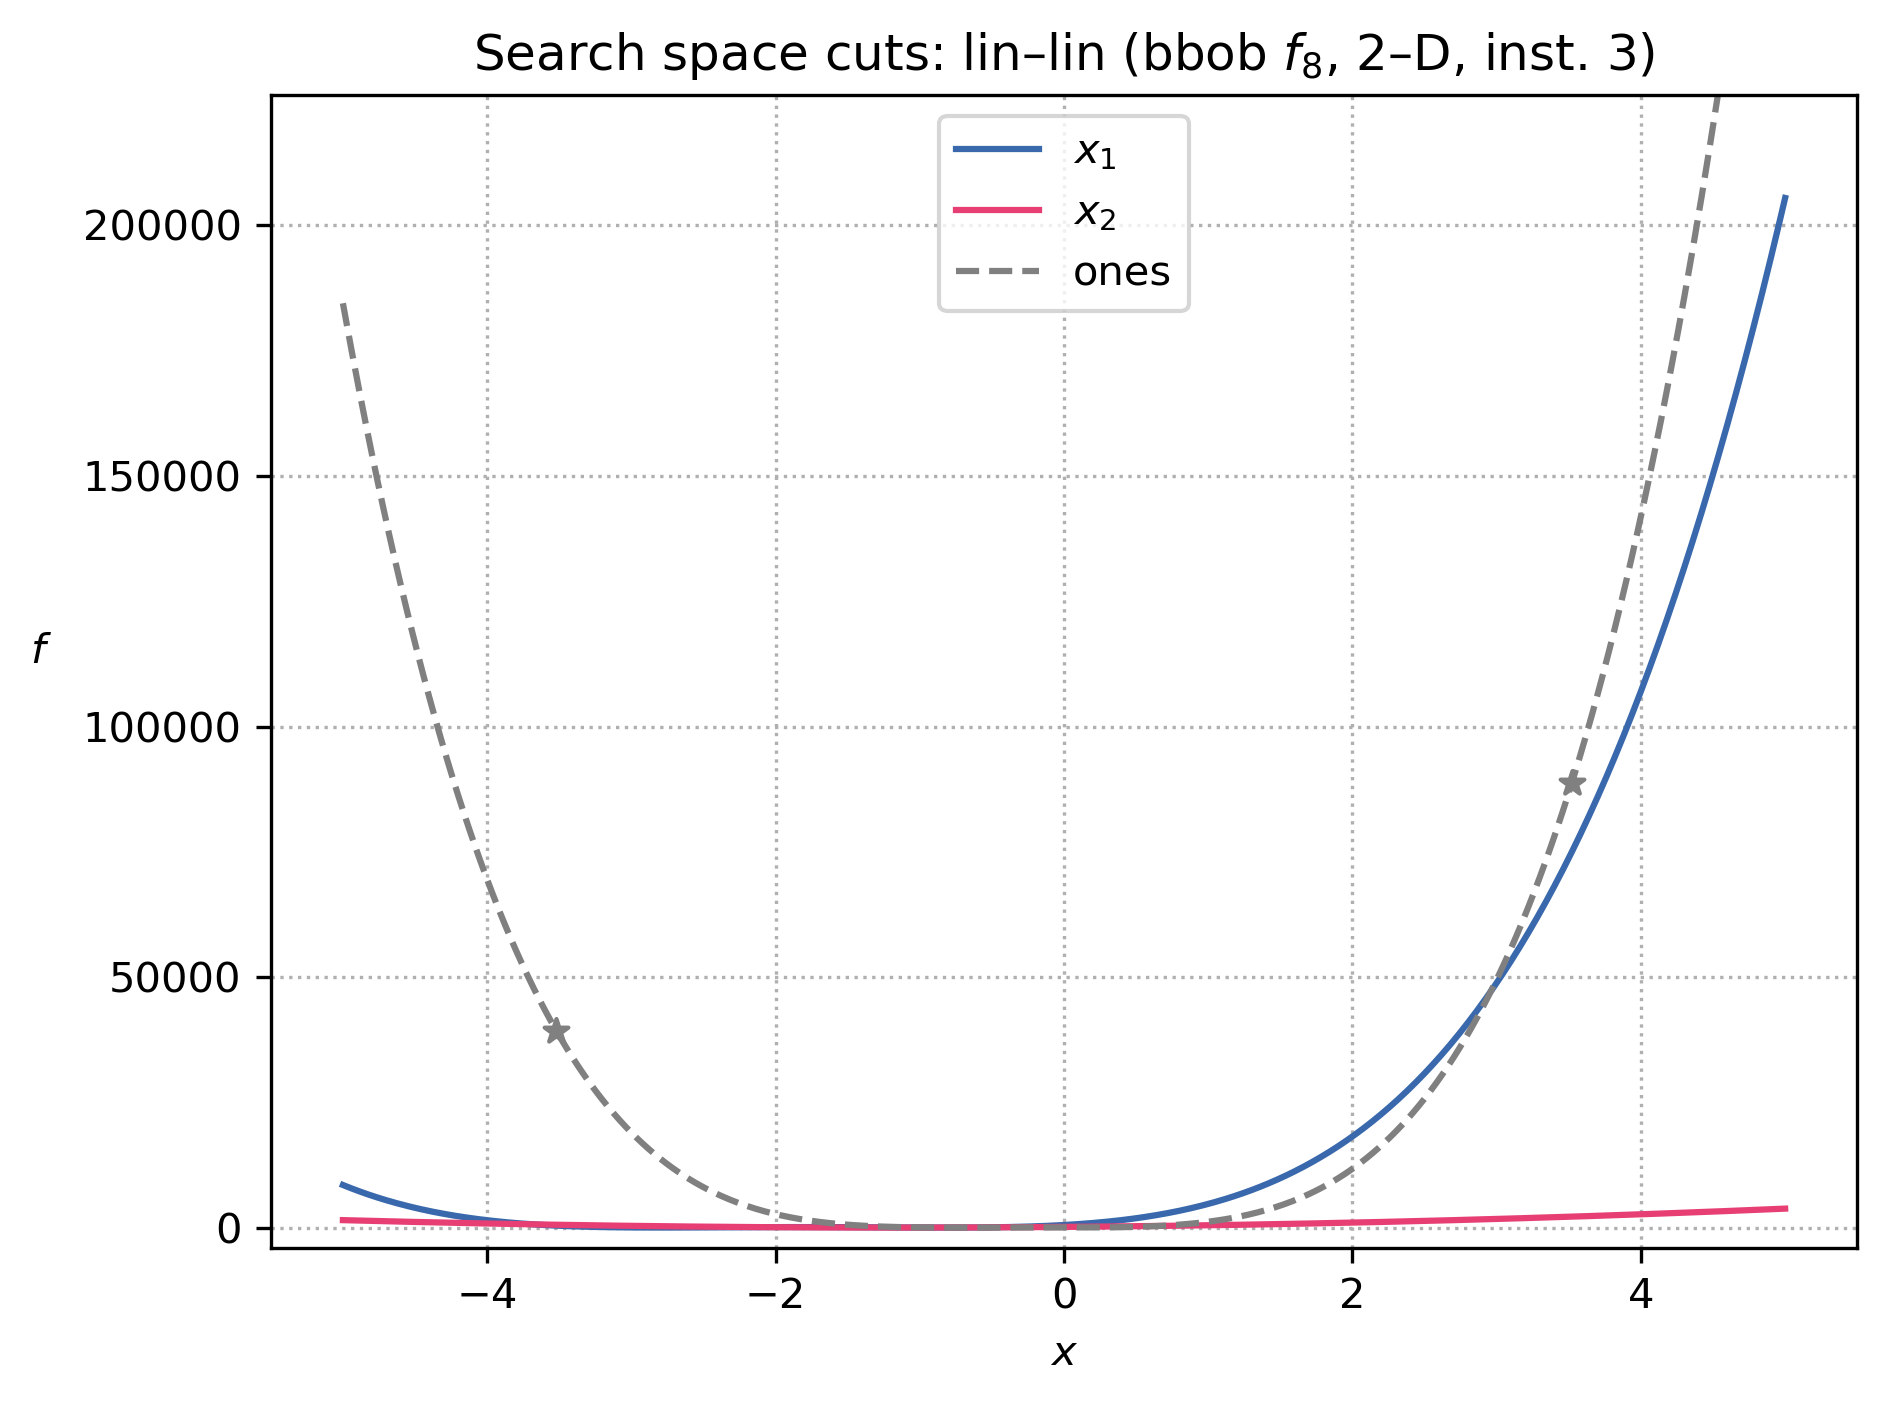 Search space cuts: lin–lin (bbob f₈, 2–D, inst. 3)
x₁
x₂
ones
200000
150000
f
100000
50000
0
−4 −2 0 2 4
x